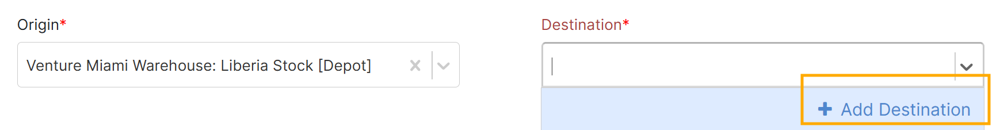 Origin*
Destination*
Venture Miami Warehouse: Liberia Stock [Depot]
Add Destination